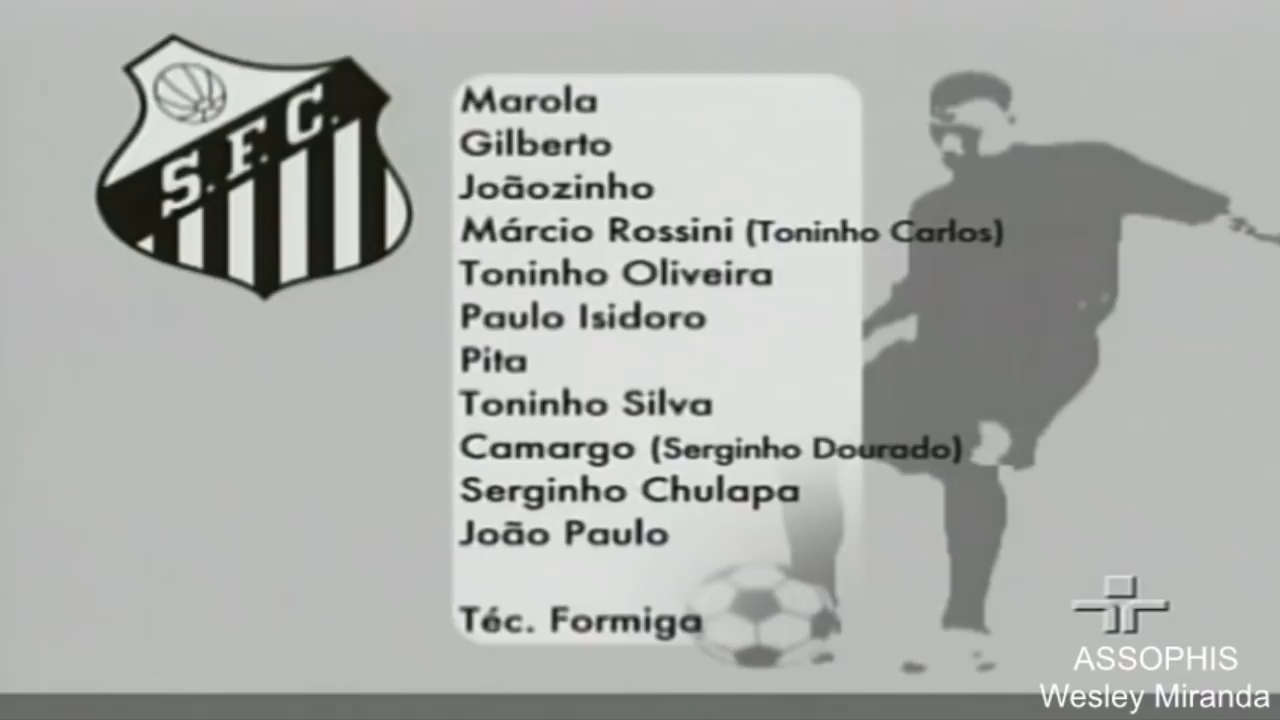 S.F.C.
Marola
Gilberto
Joãozinho
Márcio Rossini (Toninho Carlos)
Toninho Oliveira
Paulo Isidoro
Pita
Toninho Silva
Camargo (Serginho Dourado)
Serginho Chulapa
João Paulo
Téc. Formiga
ASSOPHIS
Wesley Miranda